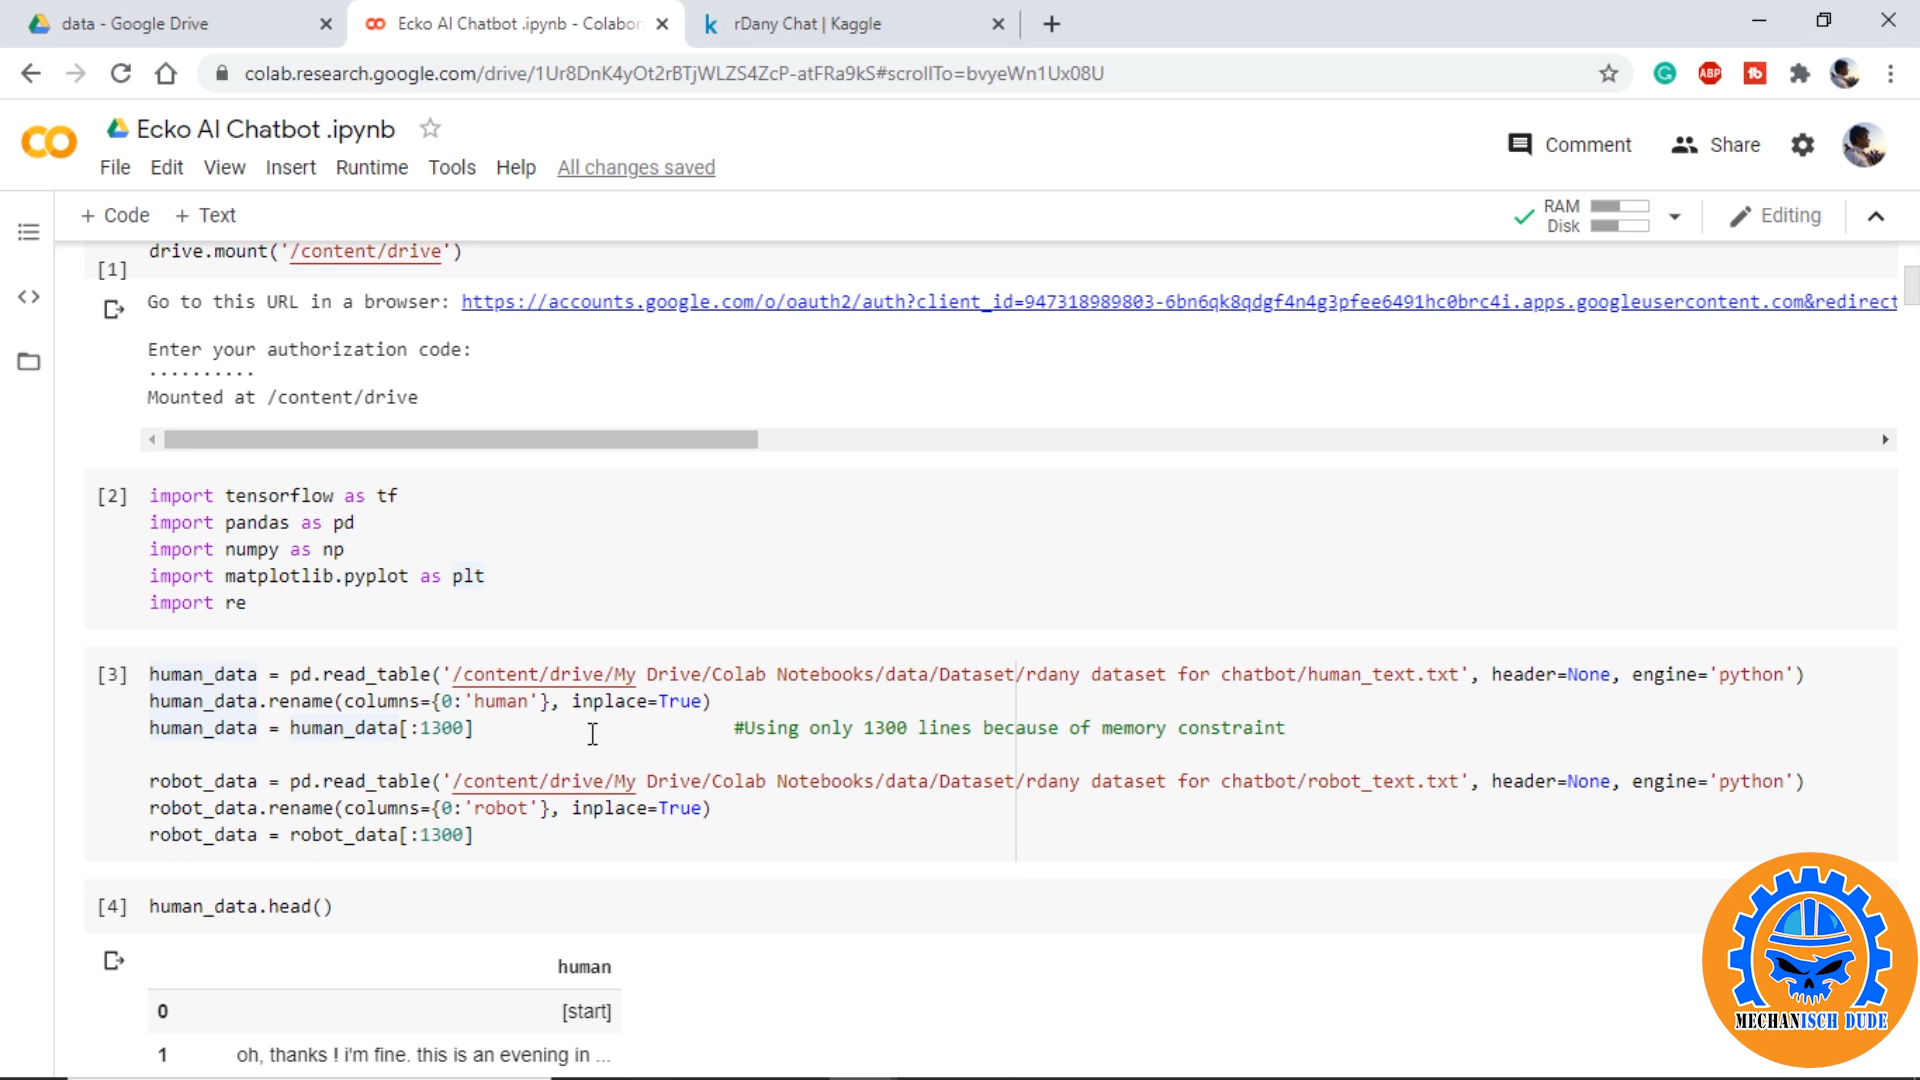 data - Google Drive
Ecko AI Chatbot .ipynb - Colabor
rDany Chat | Kaggle
colab.research.google.com/drive/1Ur8DnK4yOt2rBTjWLZS4ZcP-atFRa9kS#scrollTo=bvyeWn1Ux08U
ABP
Ecko AI Chatbot .ipynb
Comment
Share
File Edit View Insert Runtime Tools Help All changes saved
+ Code + Text
RAM
Disk
Editing
drive.mount('/content/drive')
[1]
Go to this URL in a browser: https://accounts.google.com/o/oauth2/auth?client_id=947318989803-6bn6qk8qdgf4n4g3pfee6491hc0brc4i.apps.googleusercontent.com&redirect
Enter your authorization code:
··········
Mounted at /content/drive
[2] import tensorflow as tf
import pandas as pd
import numpy as np
import matplotlib.pyplot as plt
import re
[3] human_data = pd.read_table('/content/drive/My Drive/Colab Notebooks/data/Dataset/rdany dataset for chatbot/human_text.txt', header=None, engine='python')
human_data.rename(columns={0:'human'}, inplace=True)
human_data = human_data[:1300] #Using only 1300 lines because of memory constraint
robot_data = pd.read_table('/content/drive/My Drive/Colab Notebooks/data/Dataset/rdany dataset for chatbot/robot_text.txt', header=None, engine='python')
robot_data.rename(columns={0:'robot'}, inplace=True)
robot_data = robot_data[:1300]
[4] human_data.head()
human
0 [start]
1 oh, thanks ! i'm fine. this is an evening in ...
MECHANISCH DUDE